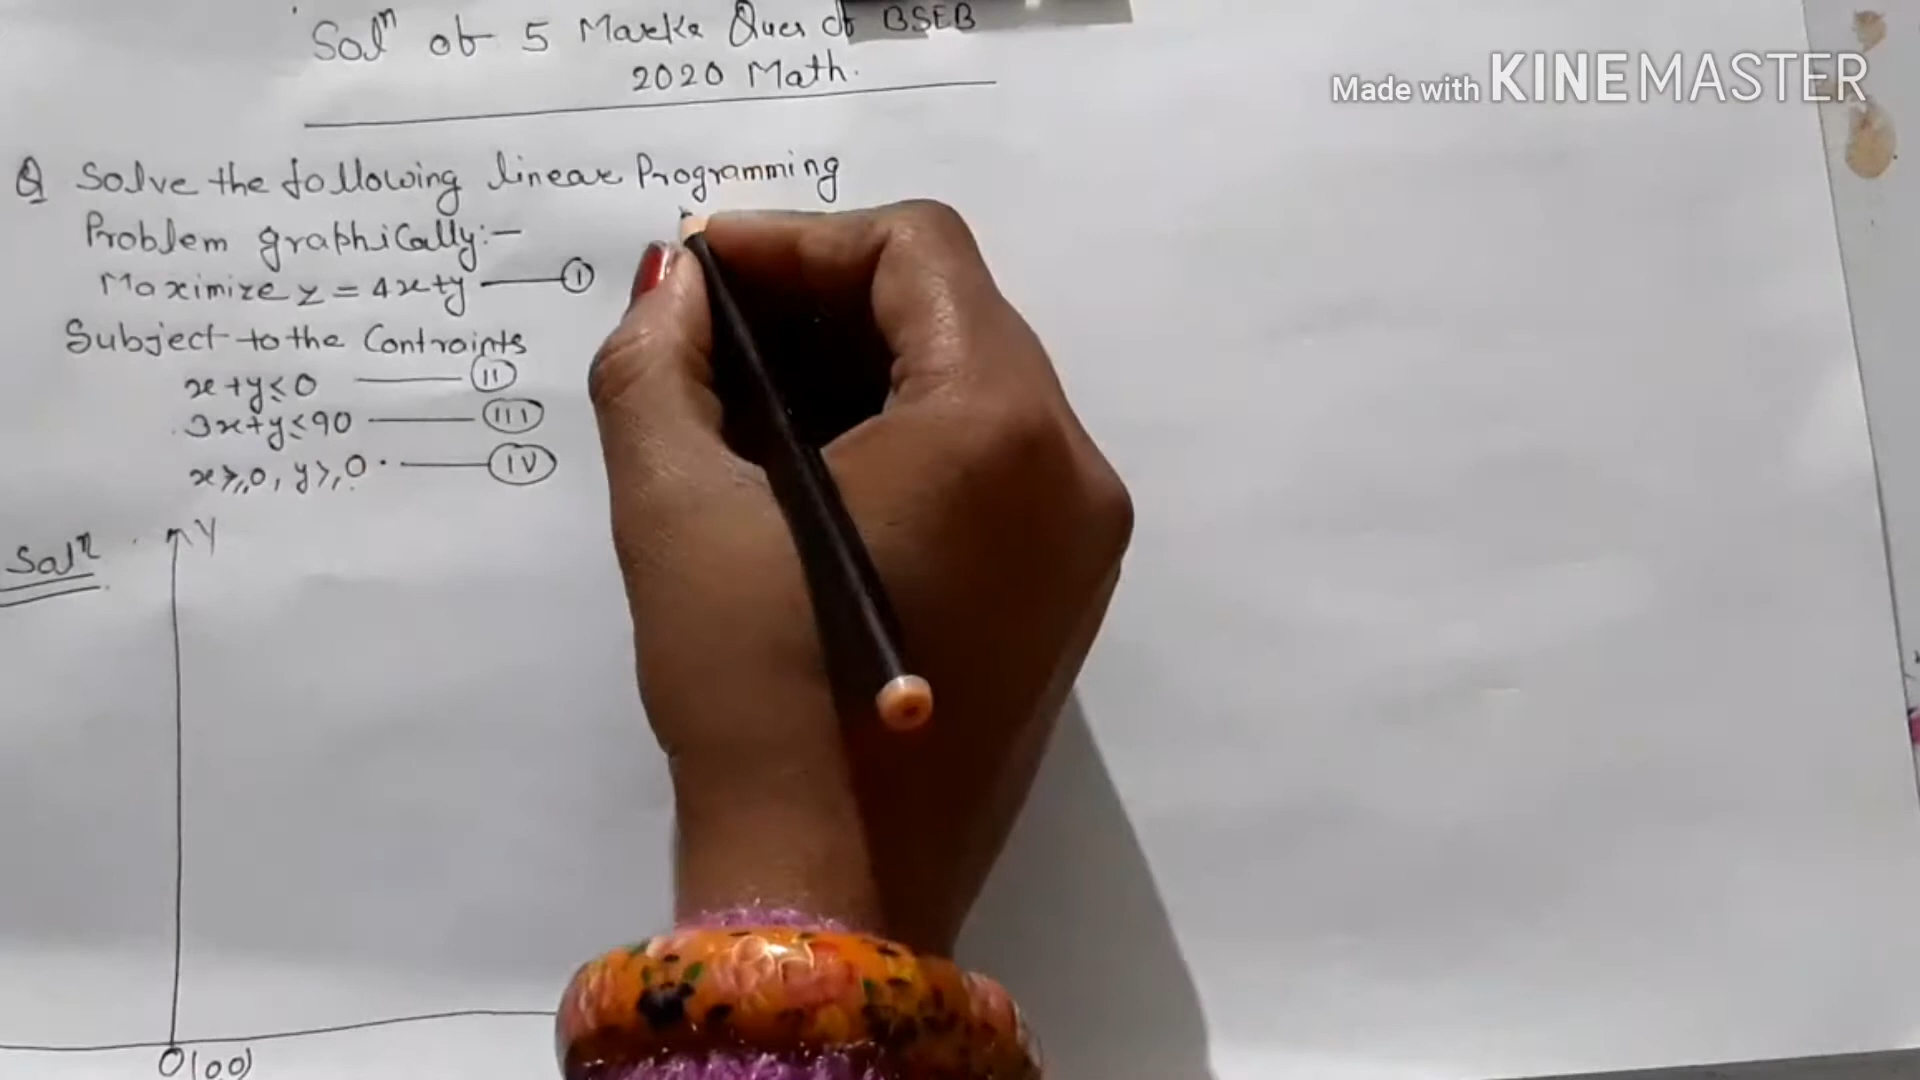 Solⁿ of 5 Marks Ques of BSEB
2020 Math.
Made with KINEMASTER
Q Solve the following linear Programming
Problem graphically:-
Maximize z = 4x+y — (I)
Subject to the Contraints
x+y≤0 — (II)
3x+y≤90 — (III)
x≥0, y≥0. — (IV)
Solⁿ
Y
O(0,0)